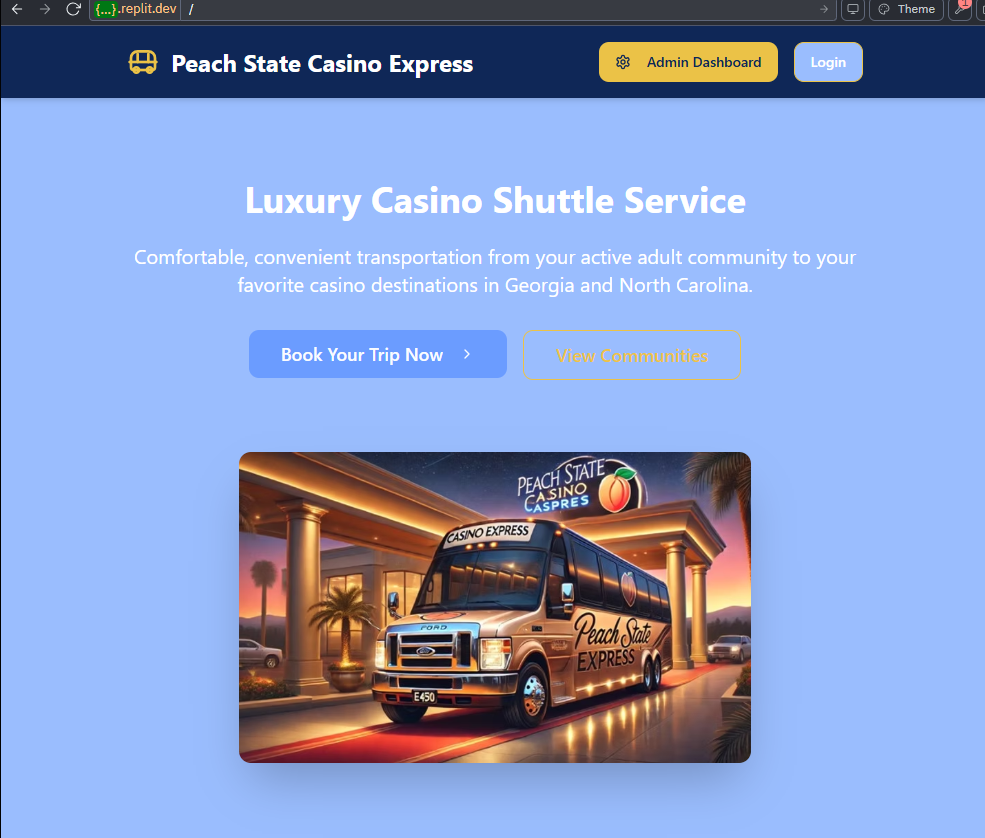 {...}.replit.dev /
Theme
1
Peach State Casino Express
Admin Dashboard
Login
Luxury Casino Shuttle Service
Comfortable, convenient transportation from your active adult community to your
favorite casino destinations in Georgia and North Carolina.
Book Your Trip Now
View Communities
PEACH STATE
CASINO
CASPRES
CASINO EXPRESS
FORD
Peach State
EXPRESS
Ford
E450